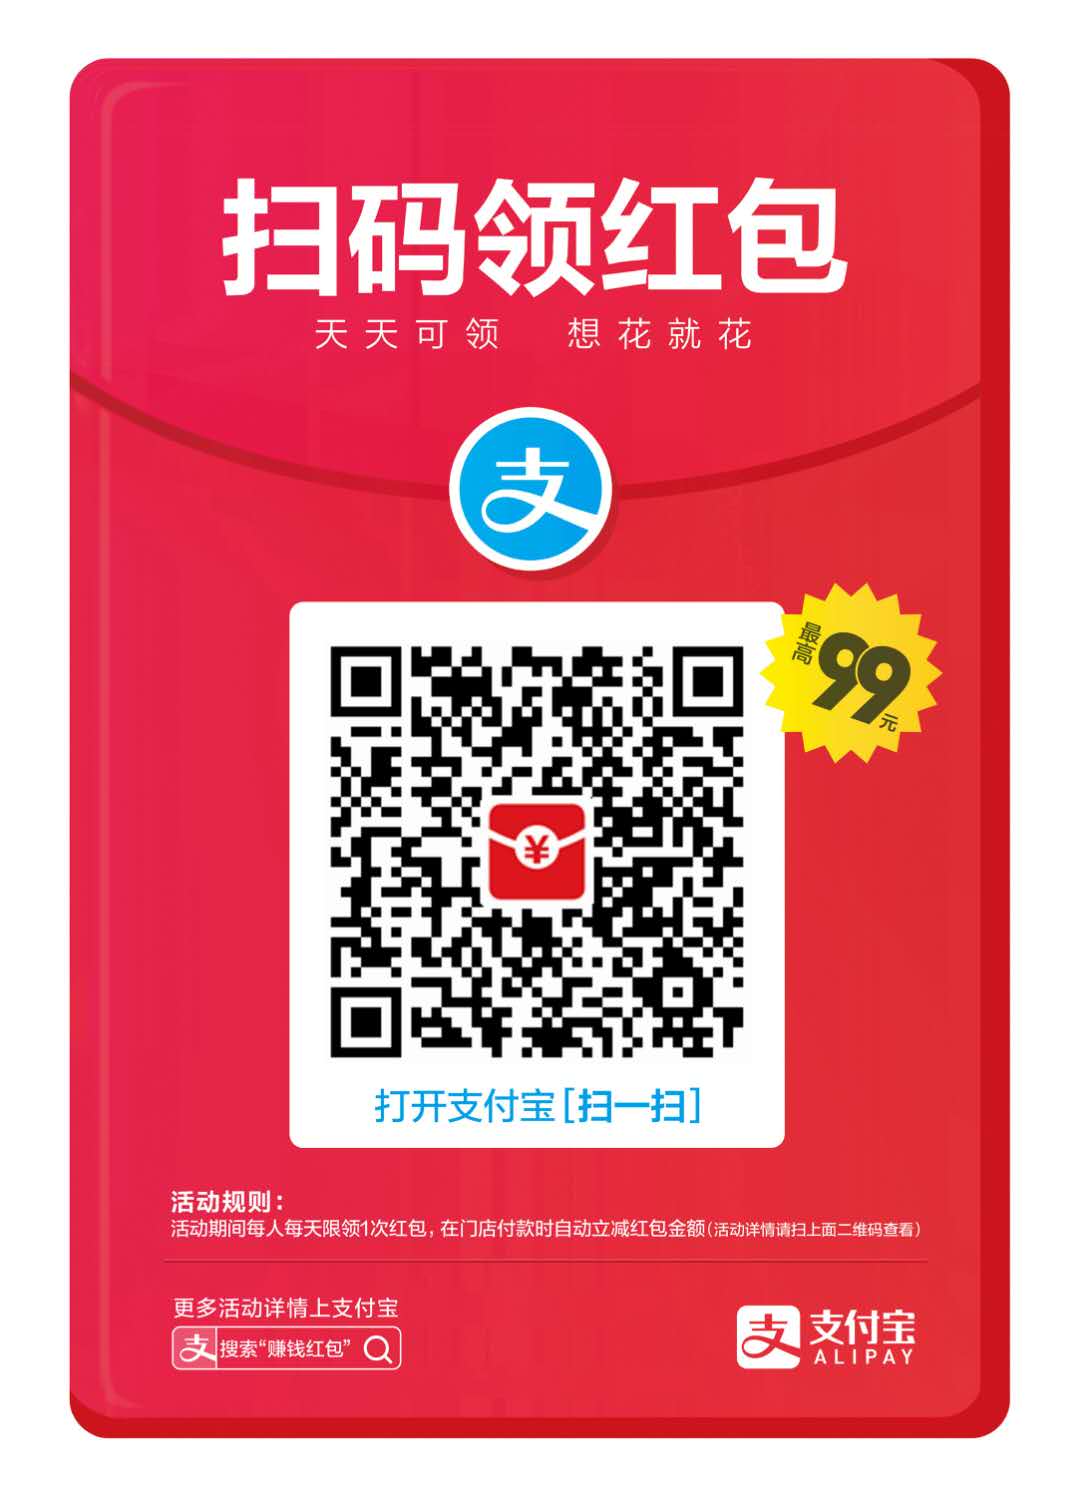 扫码领红包
天天可领 想花就花
支
最高99元
¥
打开支付宝[扫一扫]
活动规则：
活动期间每人每天限领1次红包，在门店付款时自动立减红包金额(活动详情请扫上面二维码查看)
更多活动详情上支付宝
支 搜索“赚钱红包”
支 支付宝
ALIPAY